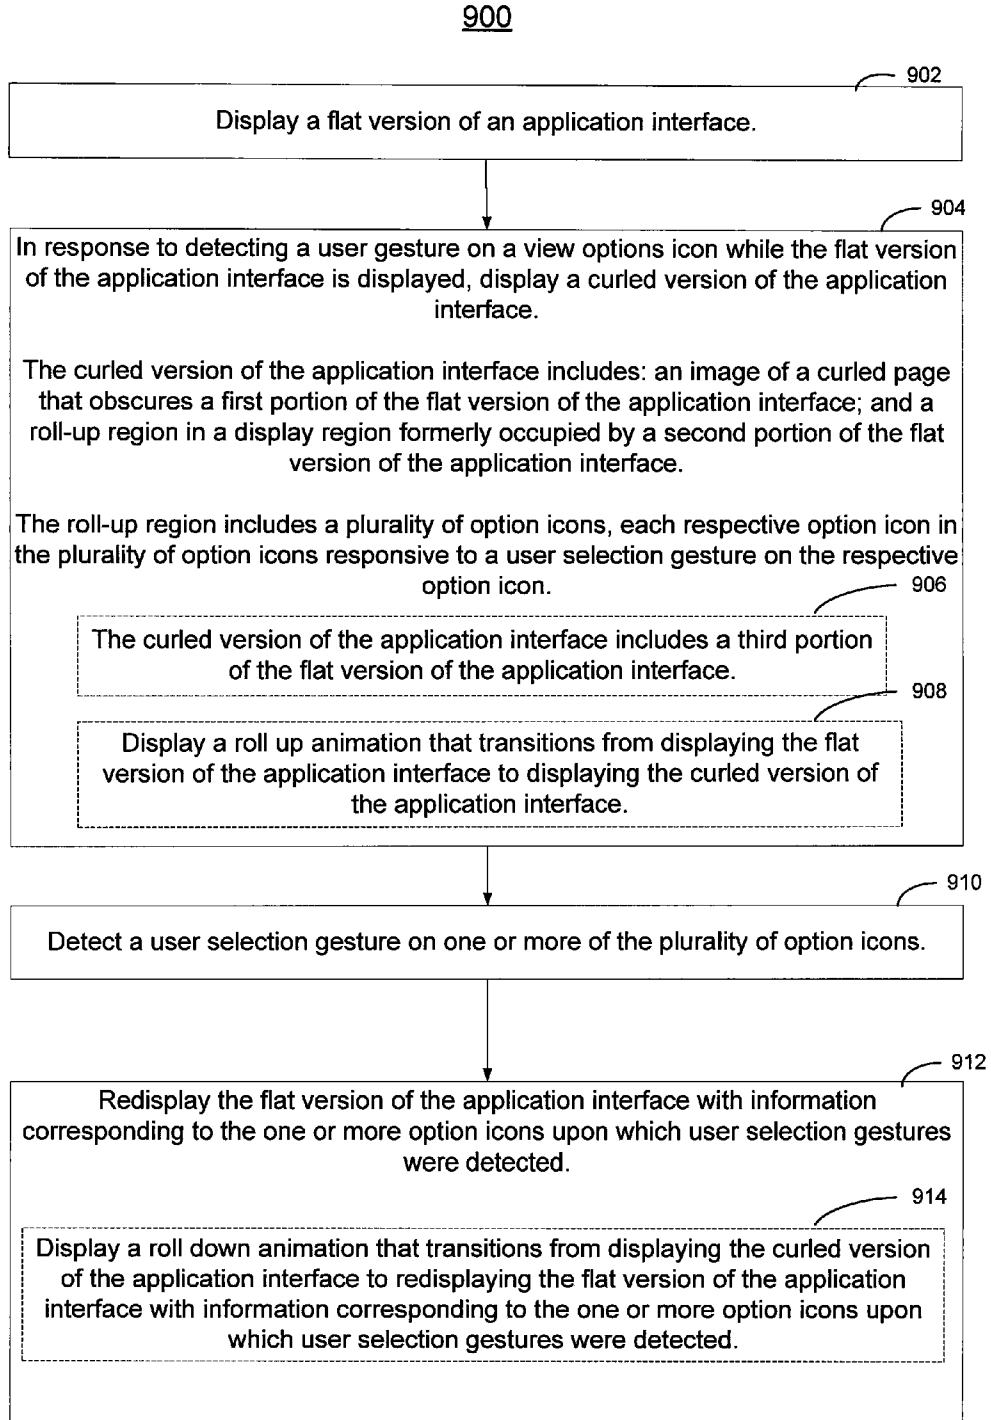 900
902
Display a flat version of an application interface.
904
In response to detecting a user gesture on a view options icon while the flat version
of the application interface is displayed, display a curled version of the application
interface.
The curled version of the application interface includes: an image of a curled page
that obscures a first portion of the flat version of the application interface; and a
roll-up region in a display region formerly occupied by a second portion of the flat
version of the application interface.
The roll-up region includes a plurality of option icons, each respective option icon in
the plurality of option icons responsive to a user selection gesture on the respective
option icon.
906
The curled version of the application interface includes a third portion
of the flat version of the application interface.
908
Display a roll up animation that transitions from displaying the flat
version of the application interface to displaying the curled version of
the application interface.
910
Detect a user selection gesture on one or more of the plurality of option icons.
912
Redisplay the flat version of the application interface with information
corresponding to the one or more option icons upon which user selection gestures
were detected.
914
Display a roll down animation that transitions from displaying the curled version
of the application interface to redisplaying the flat version of the application
interface with information corresponding to the one or more option icons upon
which user selection gestures were detected.